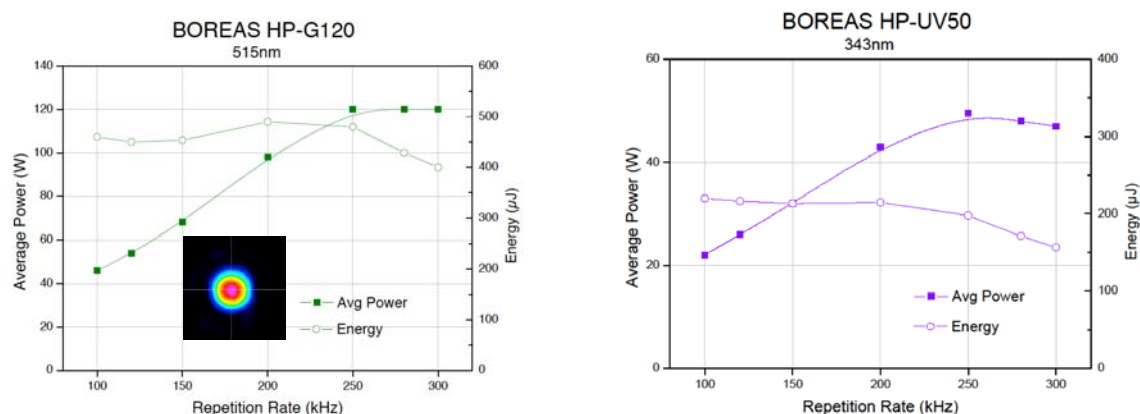 BOREAS HP-G120
515nm
140
120
100
80
60
40
20
0
Average Power (W)
600
500
400
300
200
100
0
Energy (µJ)
Avg Power
Energy
100 150 200 250 300
Repetition Rate (kHz)
BOREAS HP-UV50
343nm
60
40
20
0
Average Power (W)
400
300
200
100
0
Energy (µJ)
Avg Power
Energy
100 150 200 250 300
Repetition Rate (kHz)